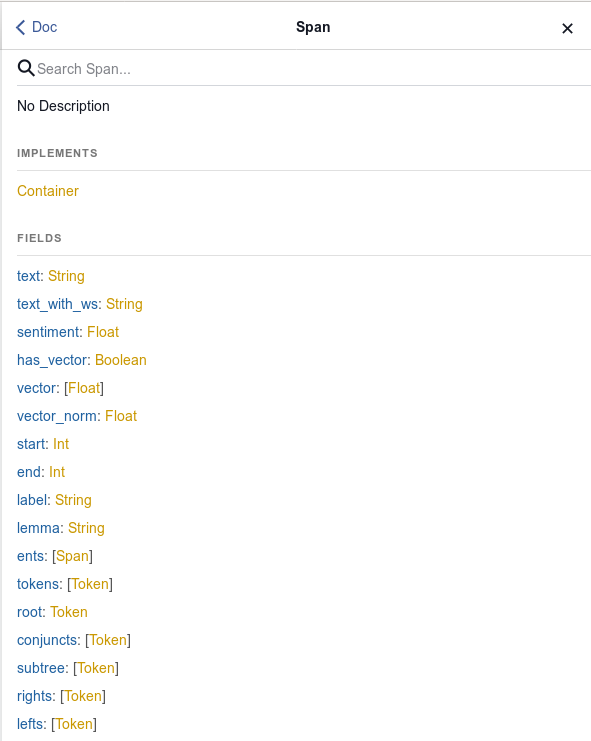 Doc
Span
Search Span...
No Description
IMPLEMENTS
Container
FIELDS
text: String
text_with_ws: String
sentiment: Float
has_vector: Boolean
vector: [Float]
vector_norm: Float
start: Int
end: Int
label: String
lemma: String
ents: [Span]
tokens: [Token]
root: Token
conjuncts: [Token]
subtree: [Token]
rights: [Token]
lefts: [Token]